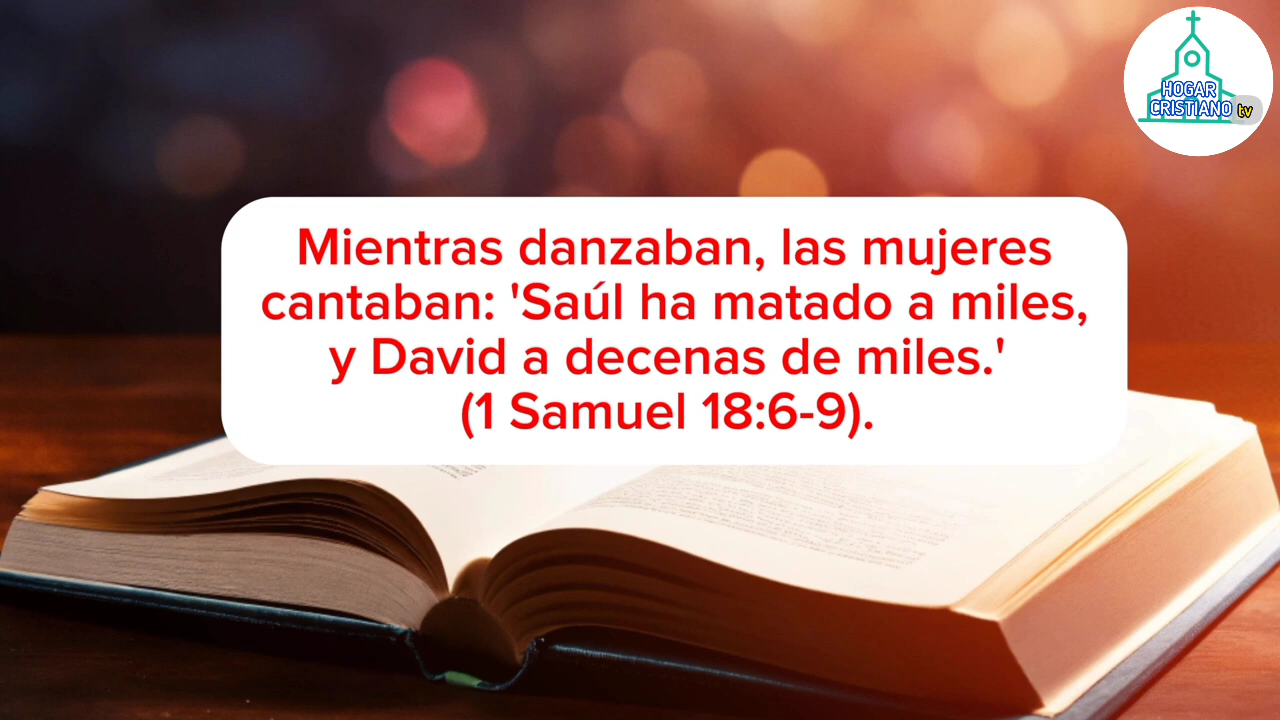 HOGAR
CRISTIANO tv
Mientras danzaban, las mujeres
cantaban: 'Saúl ha matado a miles,
y David a decenas de miles.'
(1 Samuel 18:6-9).